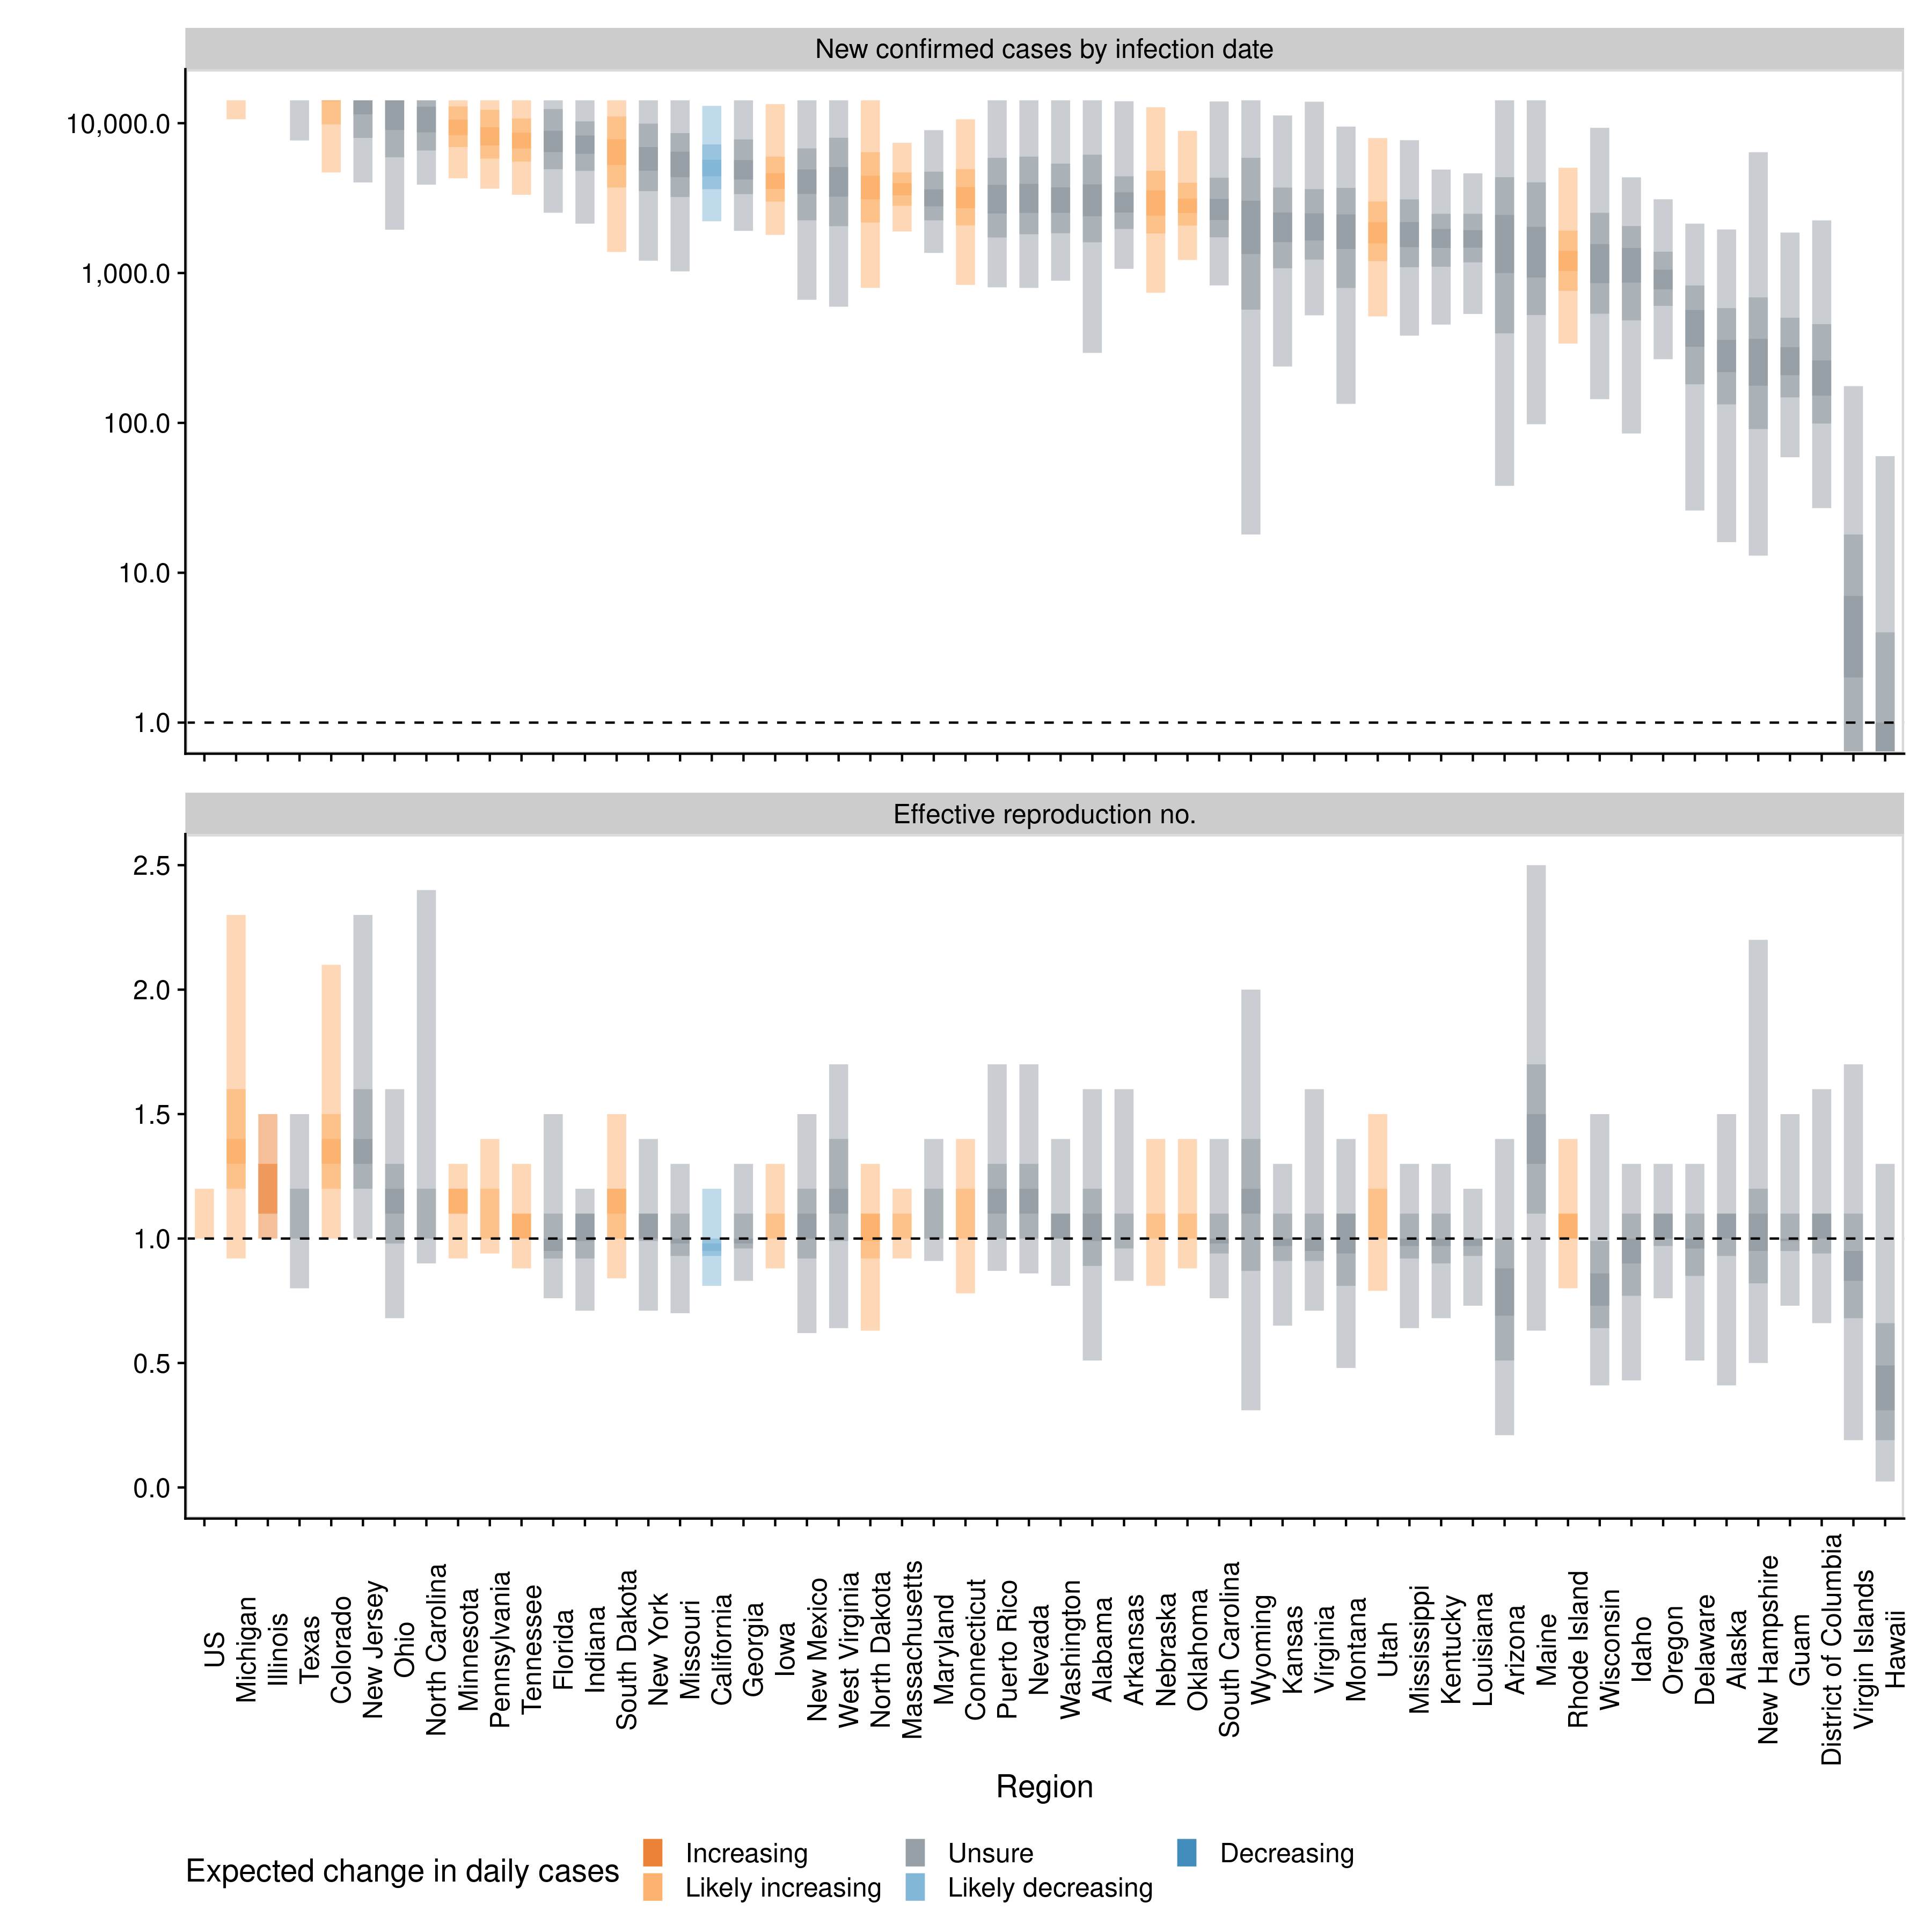 New confirmed cases by infection date
10,000.0
1,000.0
100.0
10.0
1.0
Effective reproduction no.
2.5
2.0
1.5
1.0
0.5
0.0
US
Michigan
Illinois
Texas
Colorado
New Jersey
Ohio
North Carolina
Minnesota
Pennsylvania
Tennessee
Florida
Indiana
South Dakota
New York
Missouri
California
Georgia
Iowa
New Mexico
West Virginia
North Dakota
Massachusetts
Maryland
Connecticut
Puerto Rico
Nevada
Washington
Alabama
Arkansas
Nebraska
Oklahoma
South Carolina
Wyoming
Kansas
Virginia
Montana
Utah
Mississippi
Kentucky
Louisiana
Arizona
Maine
Rhode Island
Wisconsin
Idaho
Oregon
Delaware
Alaska
New Hampshire
Guam
District of Columbia
Virgin Islands
Hawaii
Region
Expected change in daily cases
Increasing
Likely increasing
Unsure
Likely decreasing
Decreasing